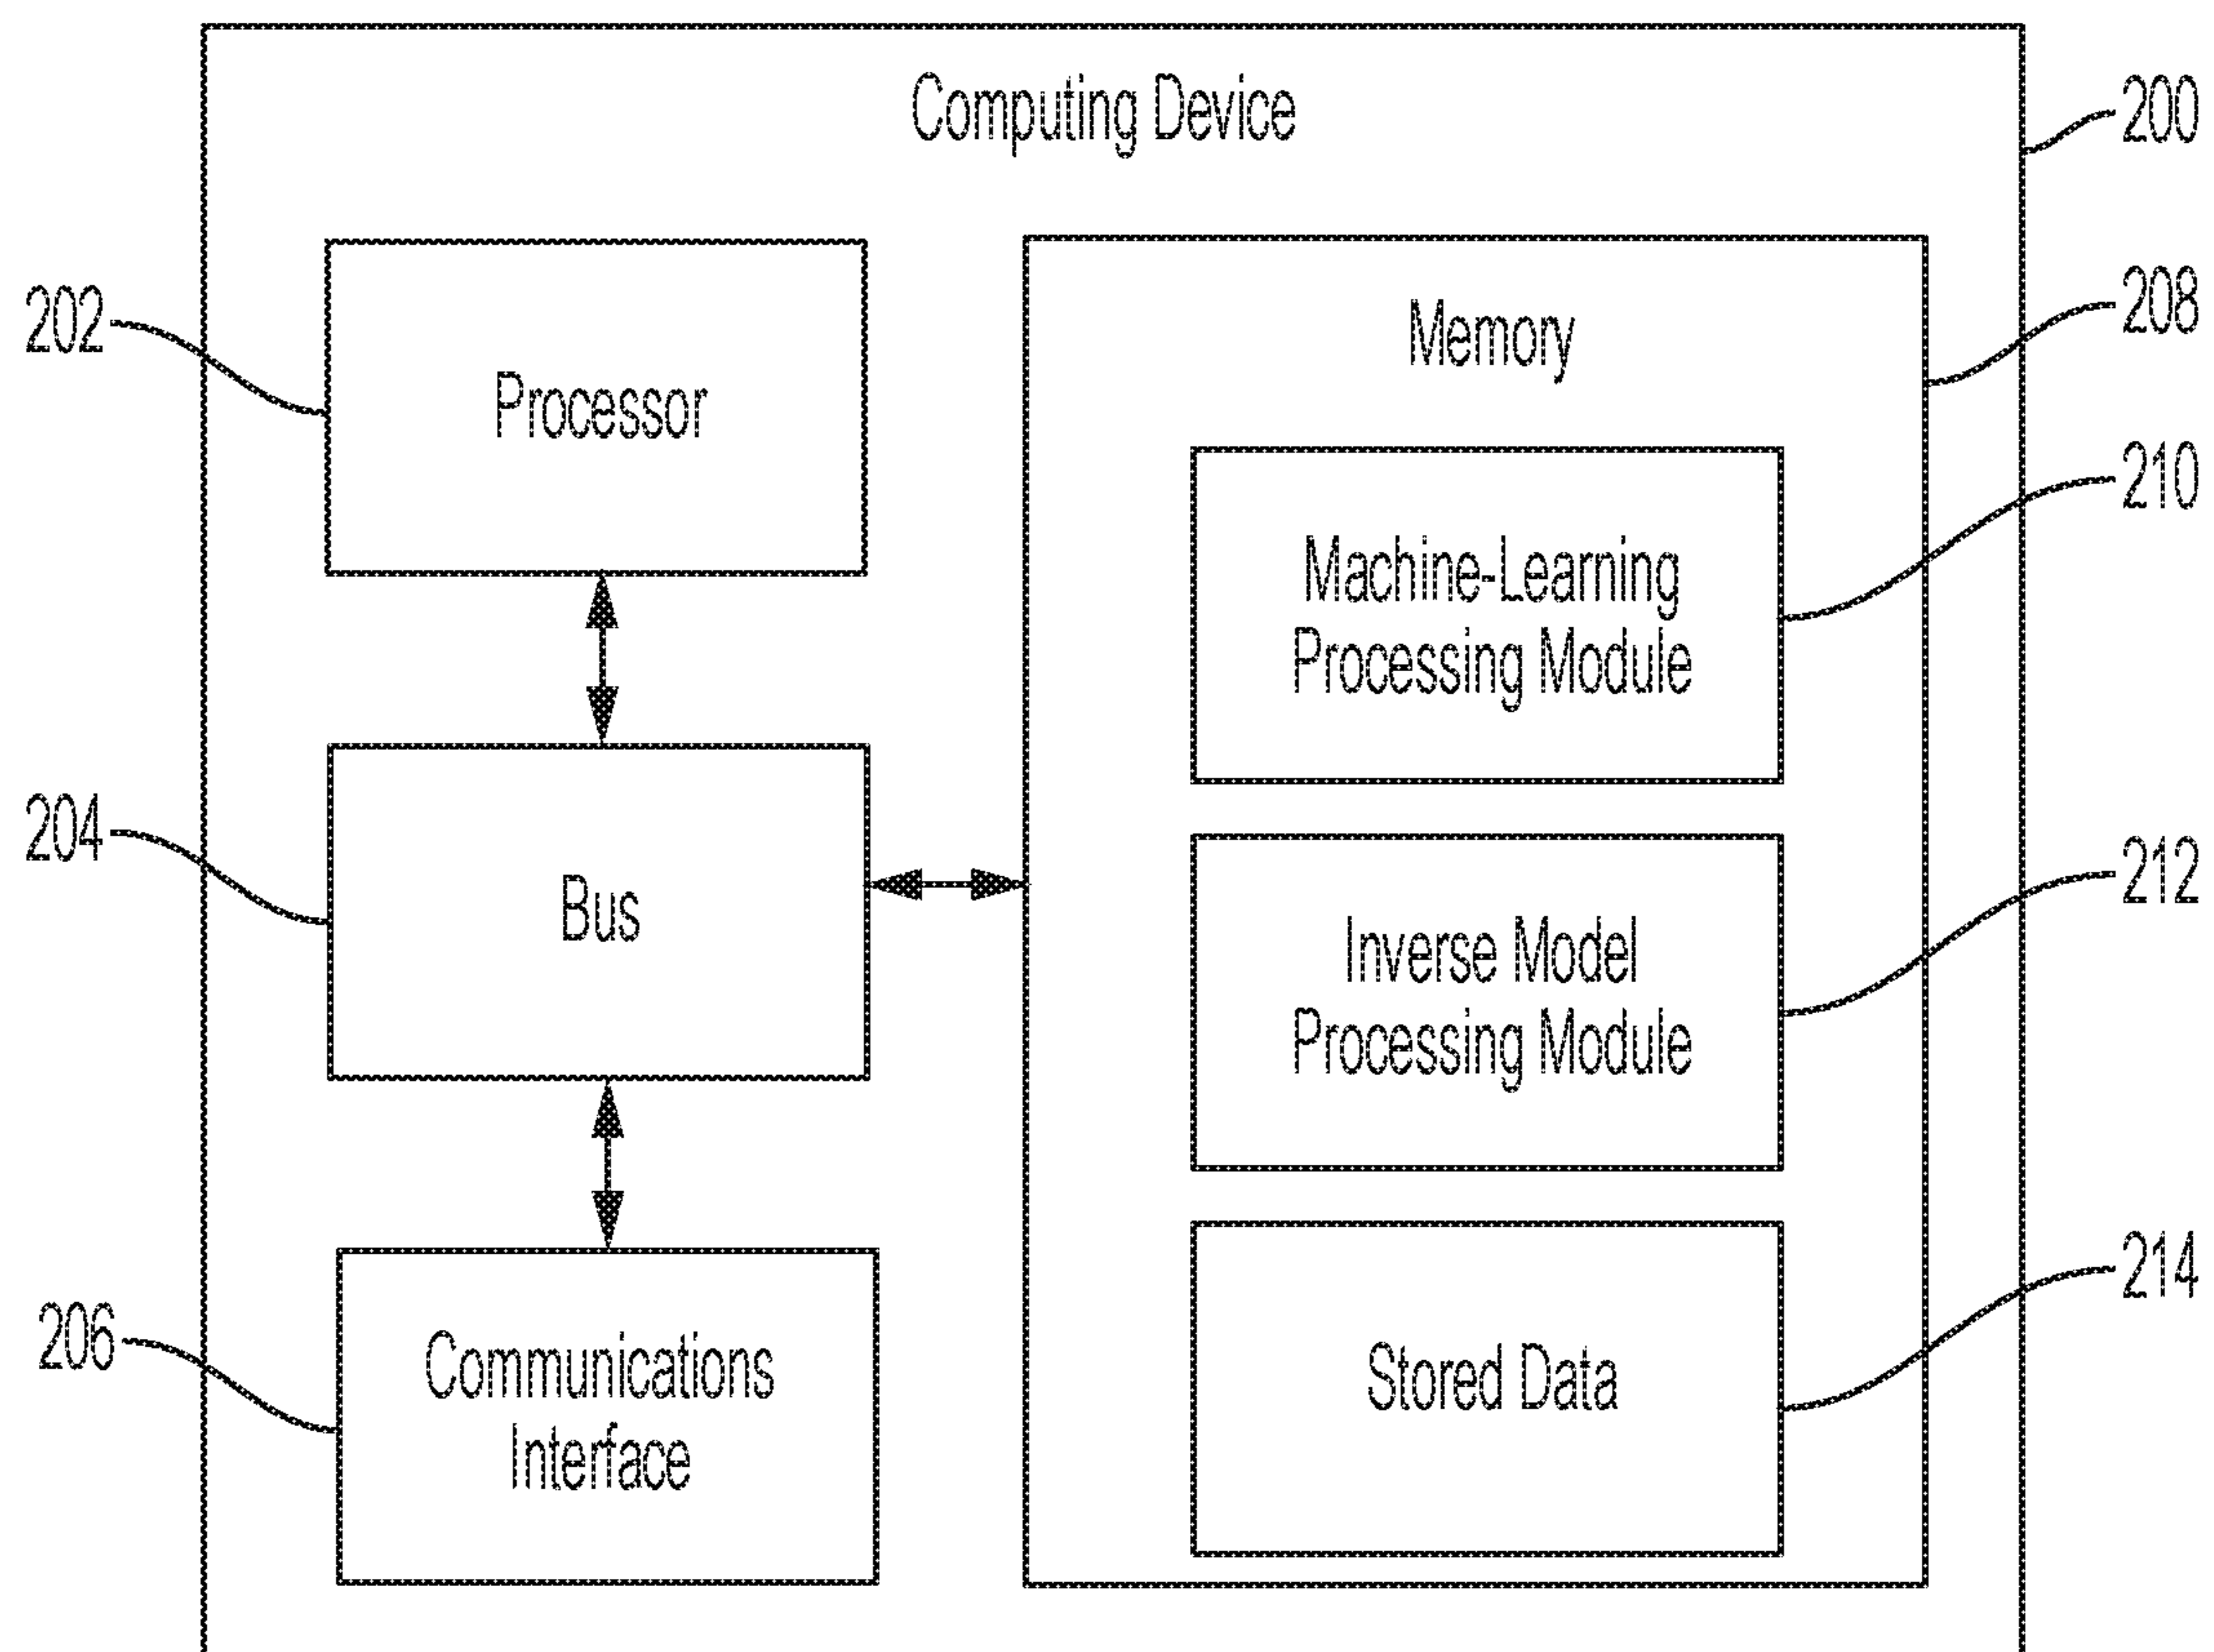 Computing Device
200
202
Processor
Memory
208
Machine-Learning
Processing Module
210
204
Bus
Inverse Model
Processing Module
212
206
Communications
Interface
Stored Data
214